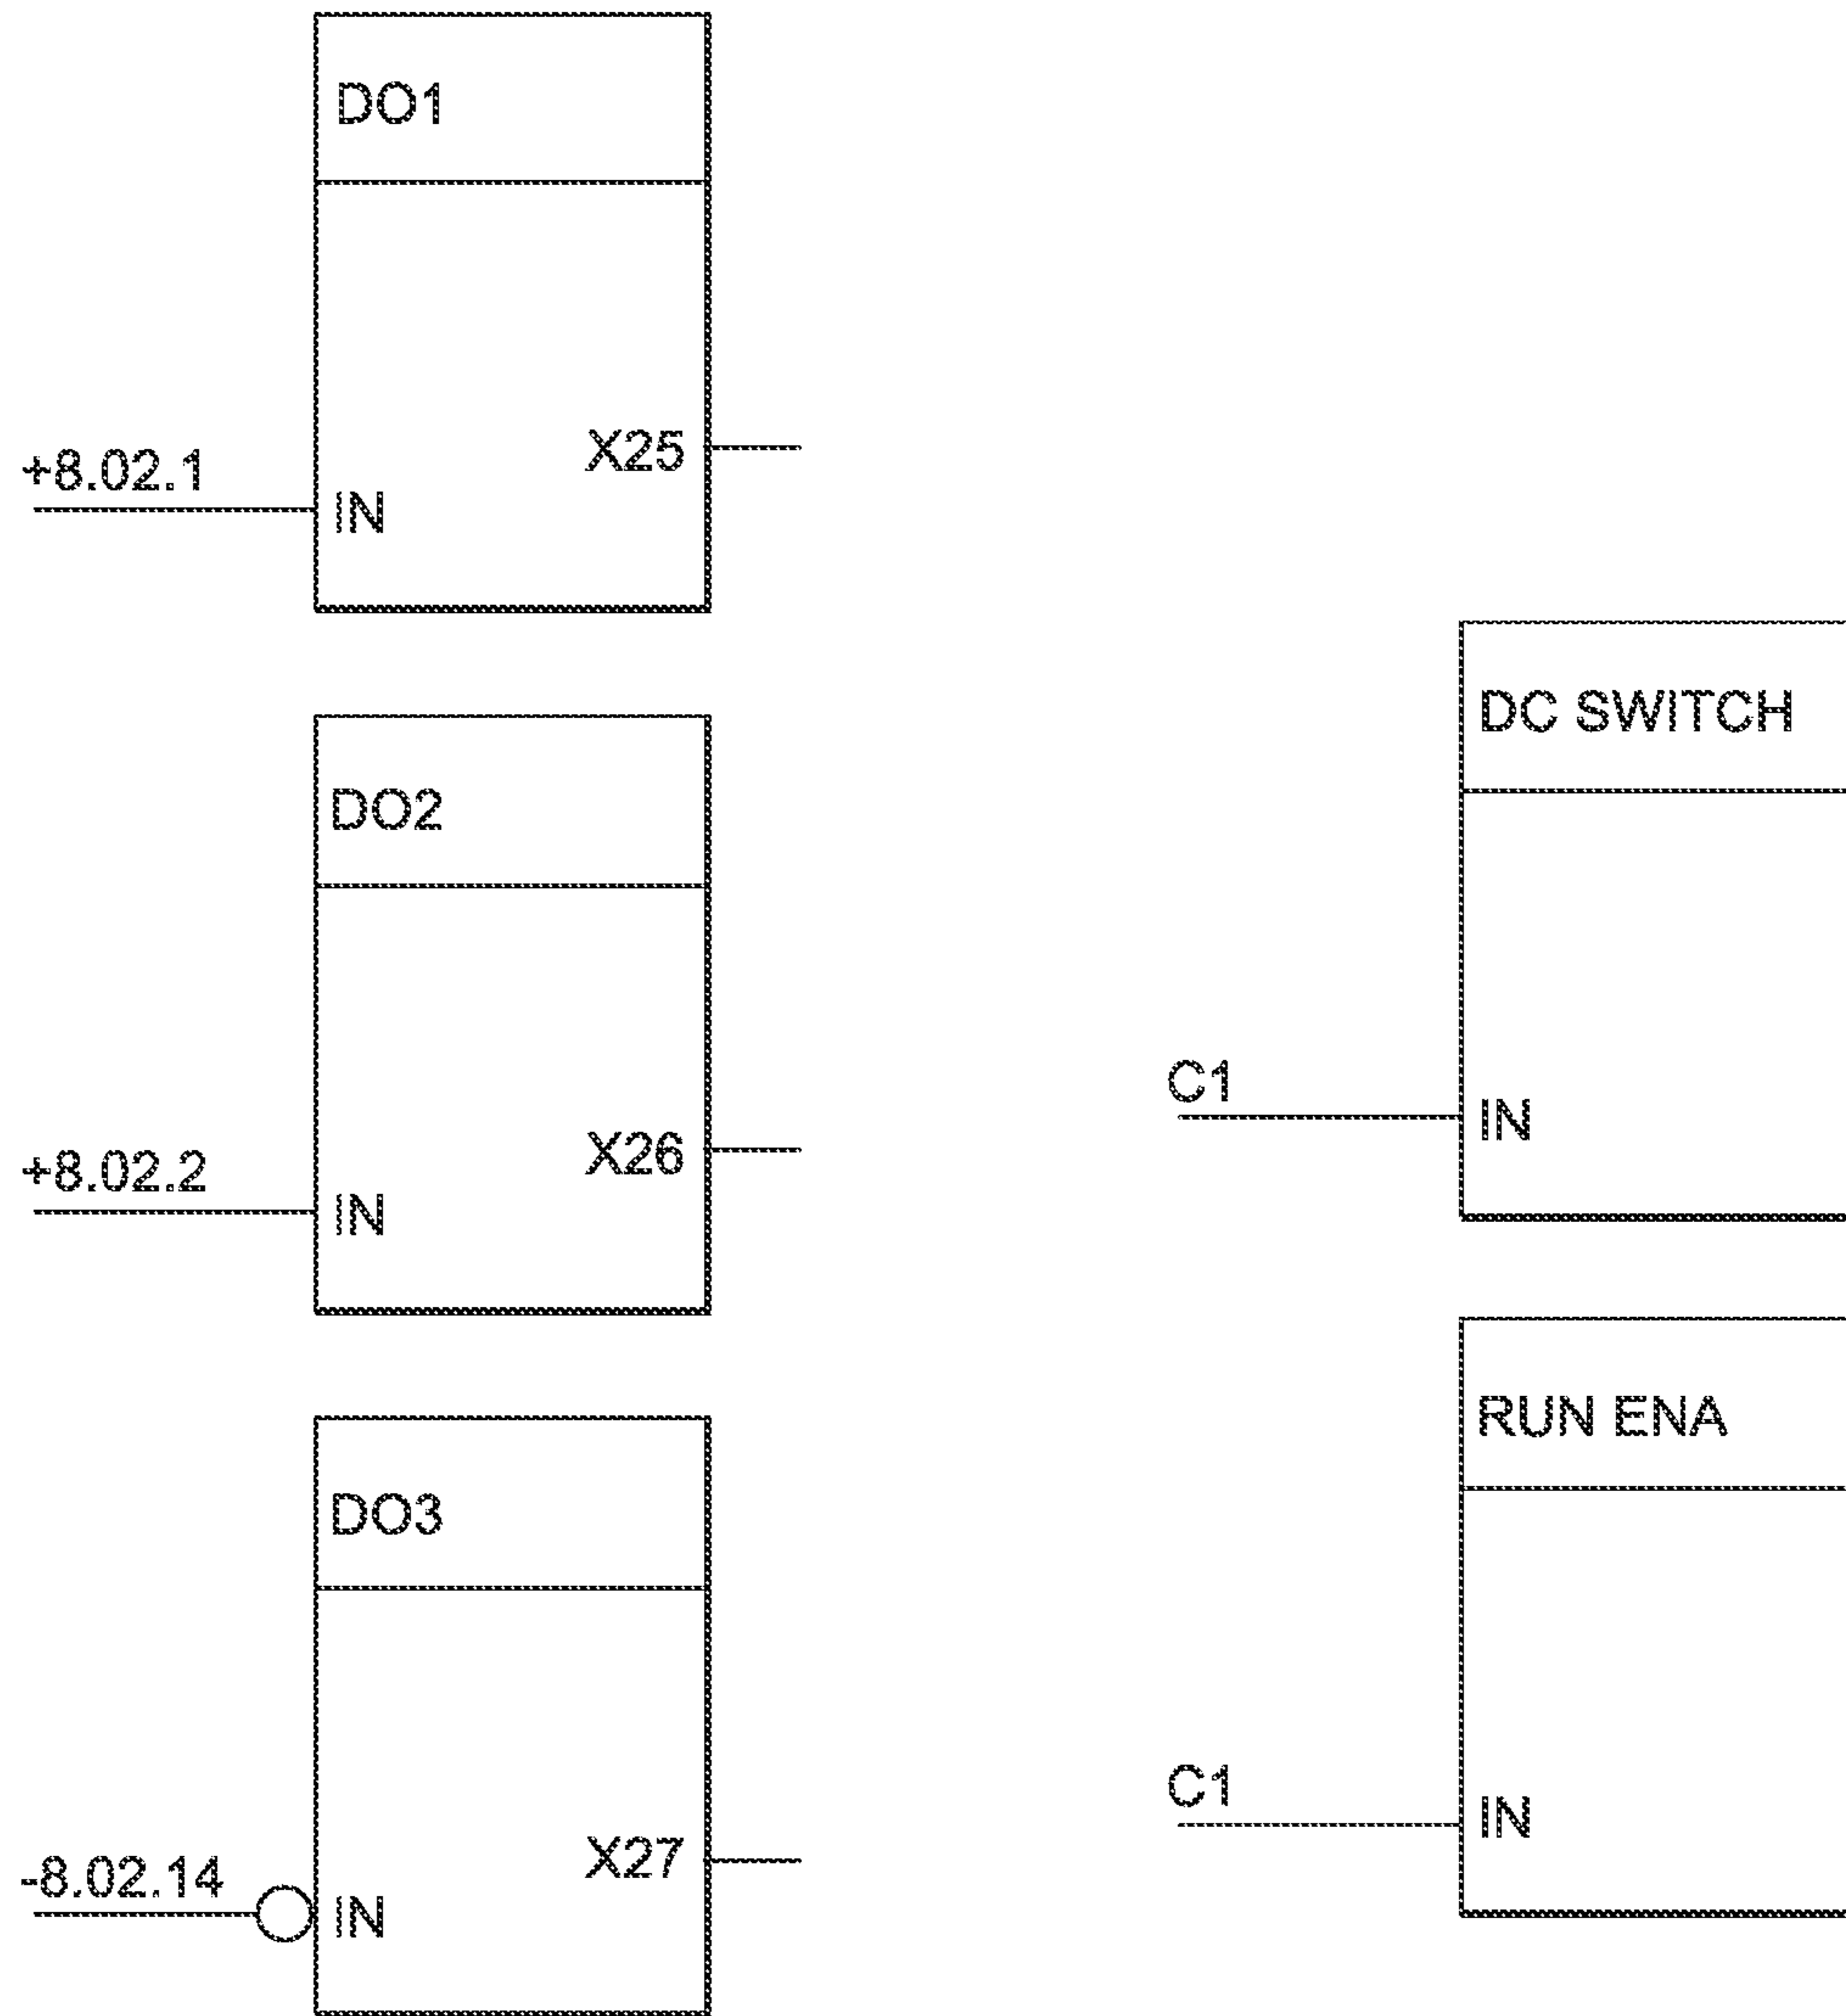 DO1
X25
+8.02.1
IN
DO2
X26
+8.02.2
IN
DO3
X27
-8.02.14
IN
DC SWITCH
C1
IN
RUN ENA
C1
IN